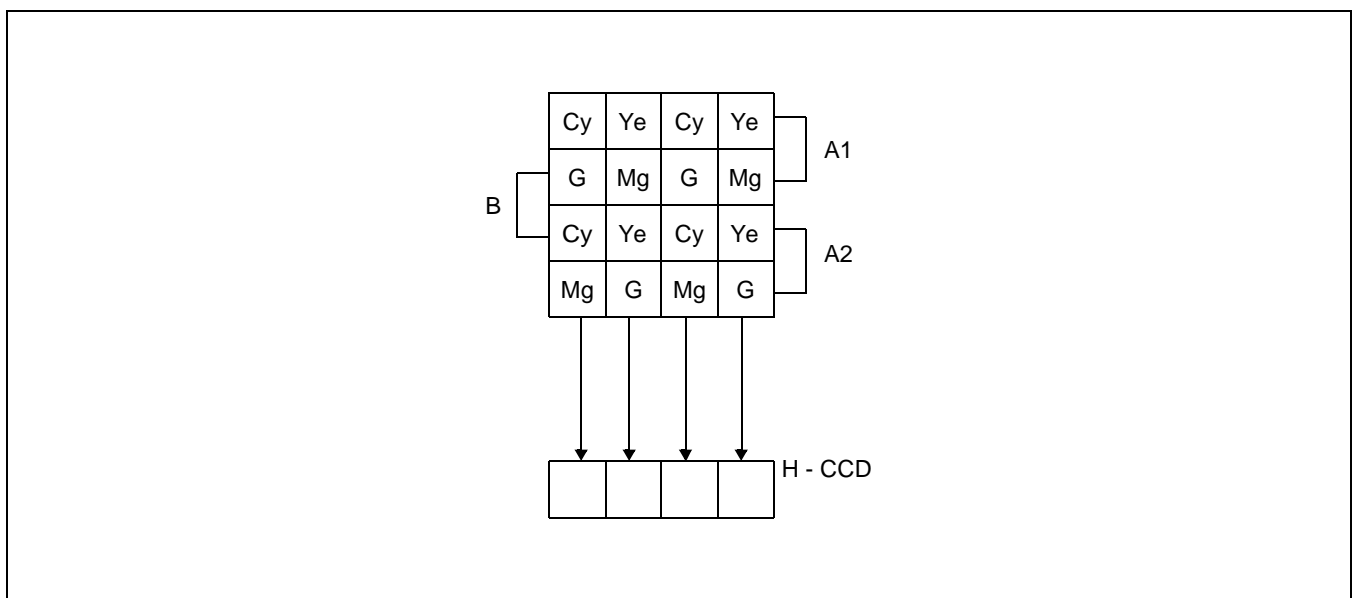 Cy Ye Cy Ye
A1
G Mg G Mg
B
Cy Ye Cy Ye
A2
Mg G Mg G
H - CCD